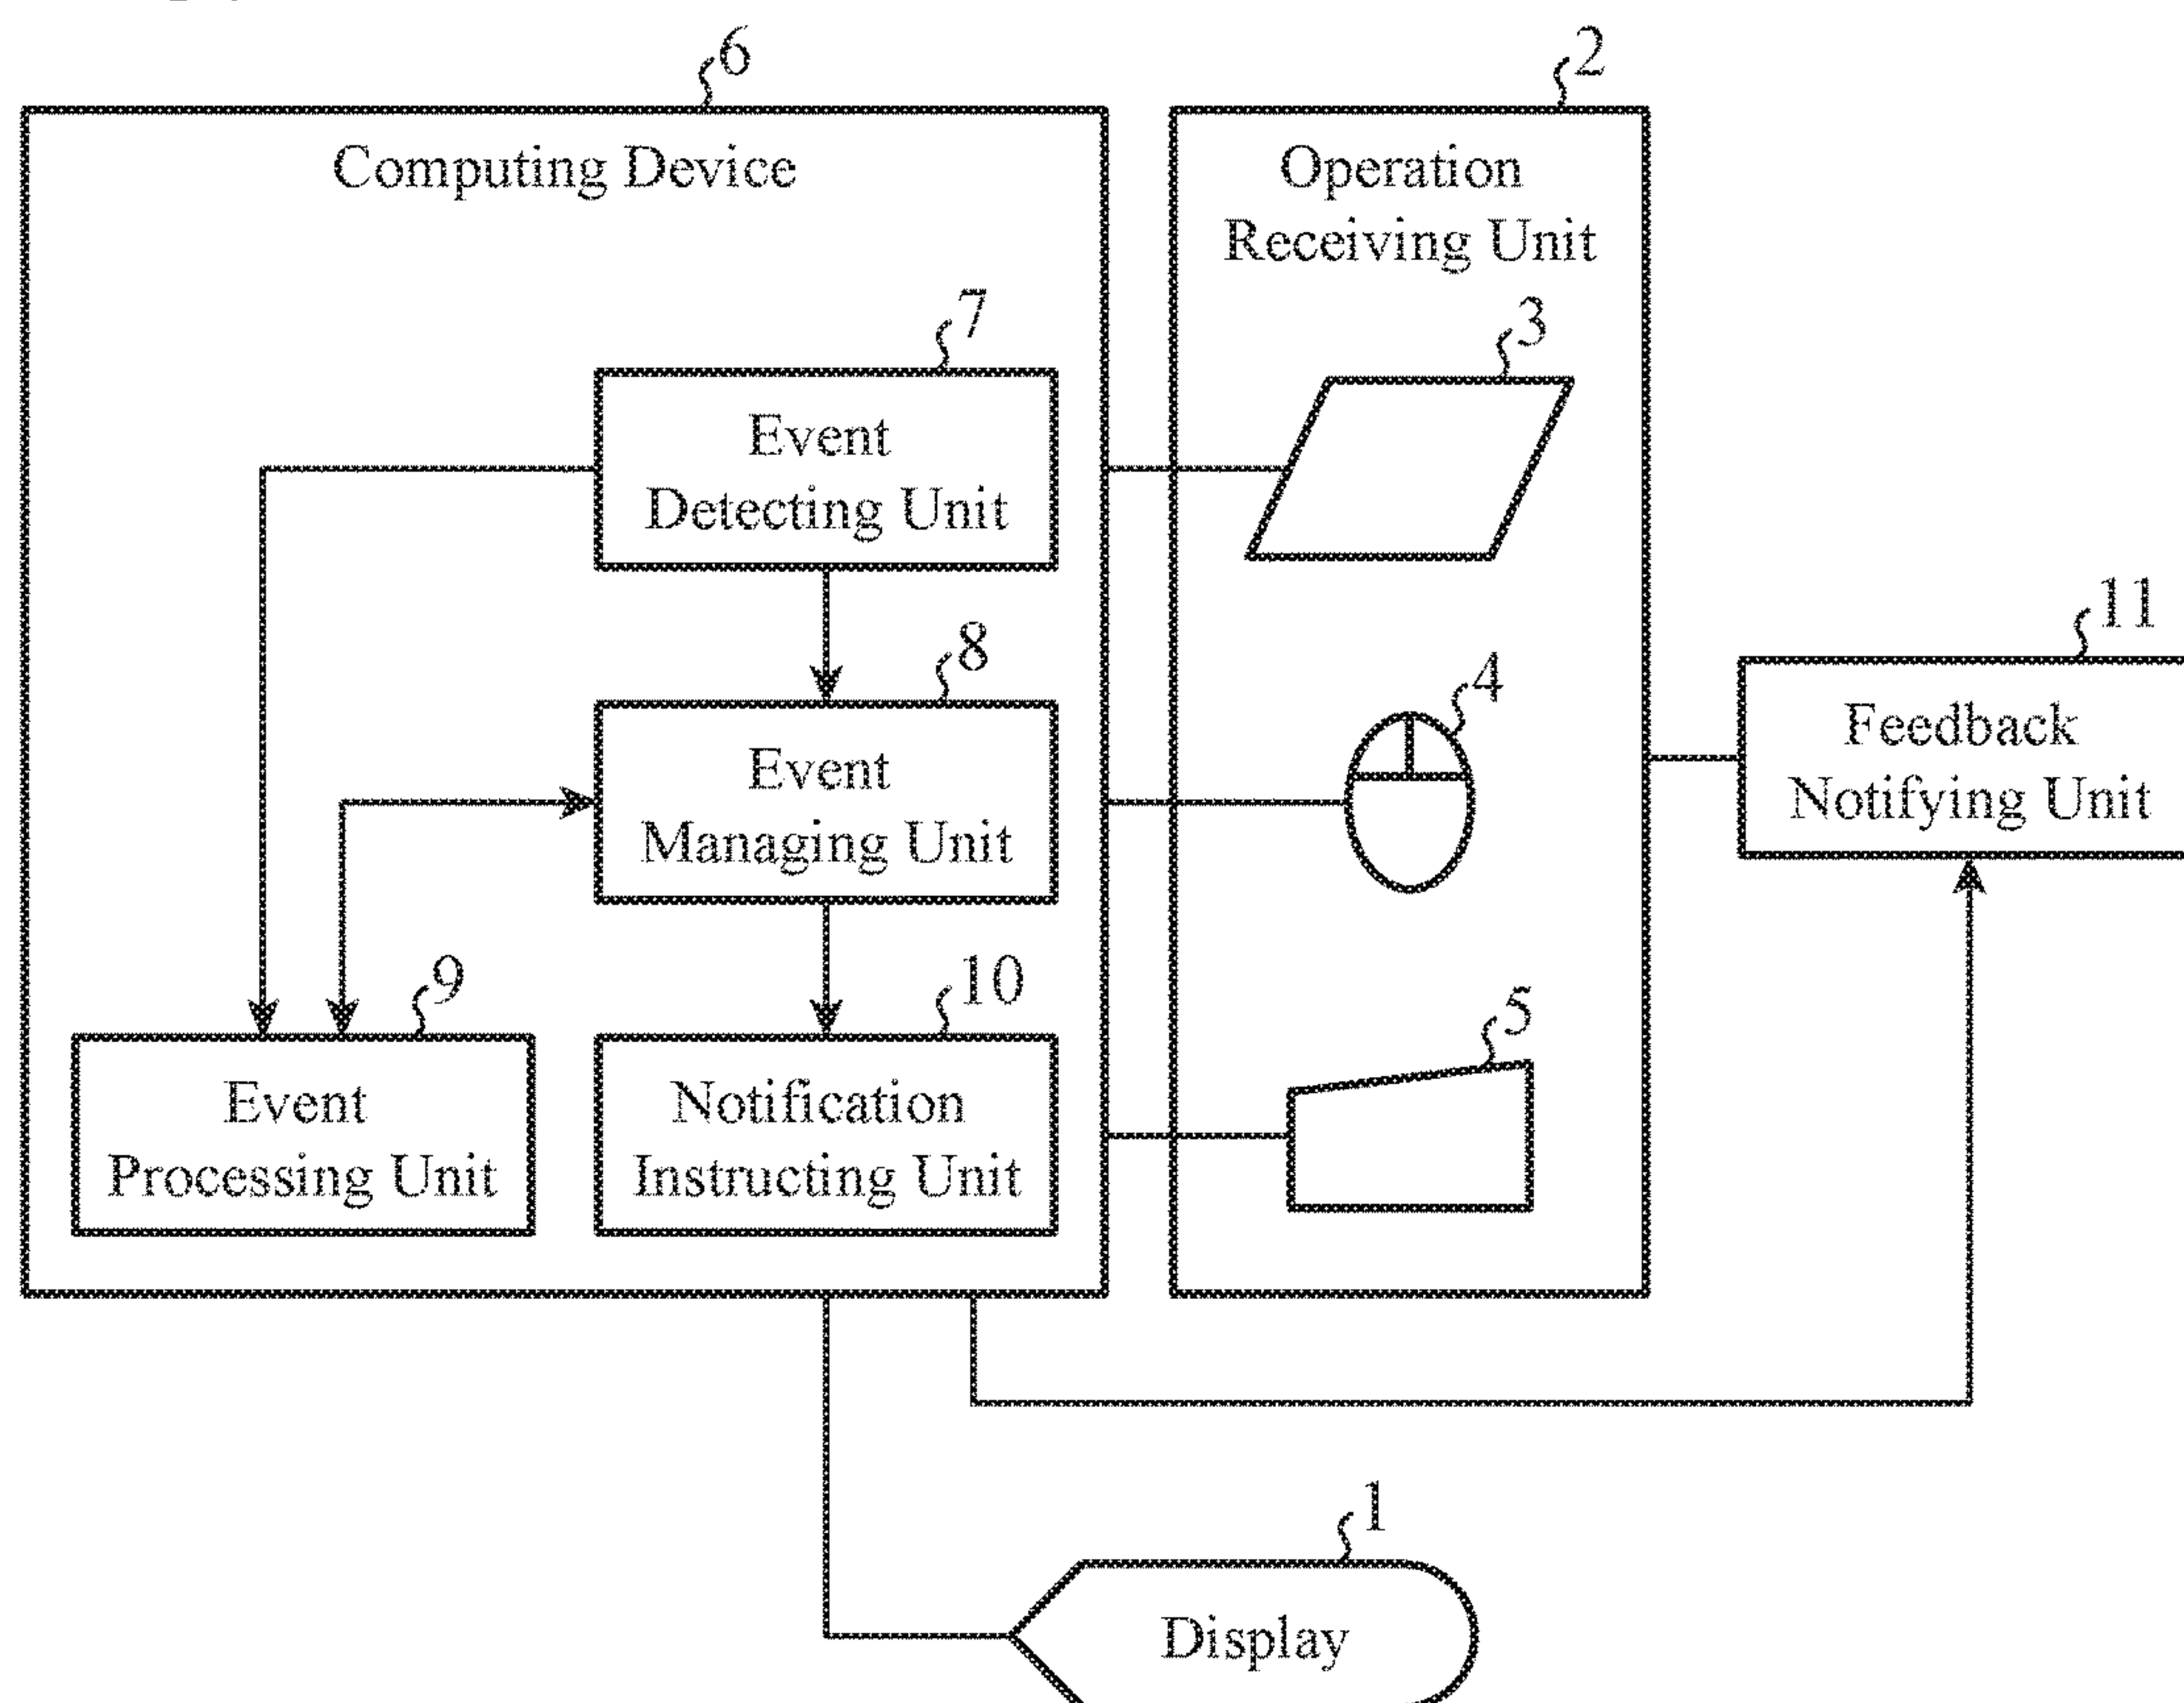 6
2
Computing Device
Operation
Receiving Unit
7
3
Event
Detecting Unit
8
4
Event
Managing Unit
11
Feedback
Notifying Unit
9
10
5
Event
Processing Unit
Notification
Instructing Unit
1
Display